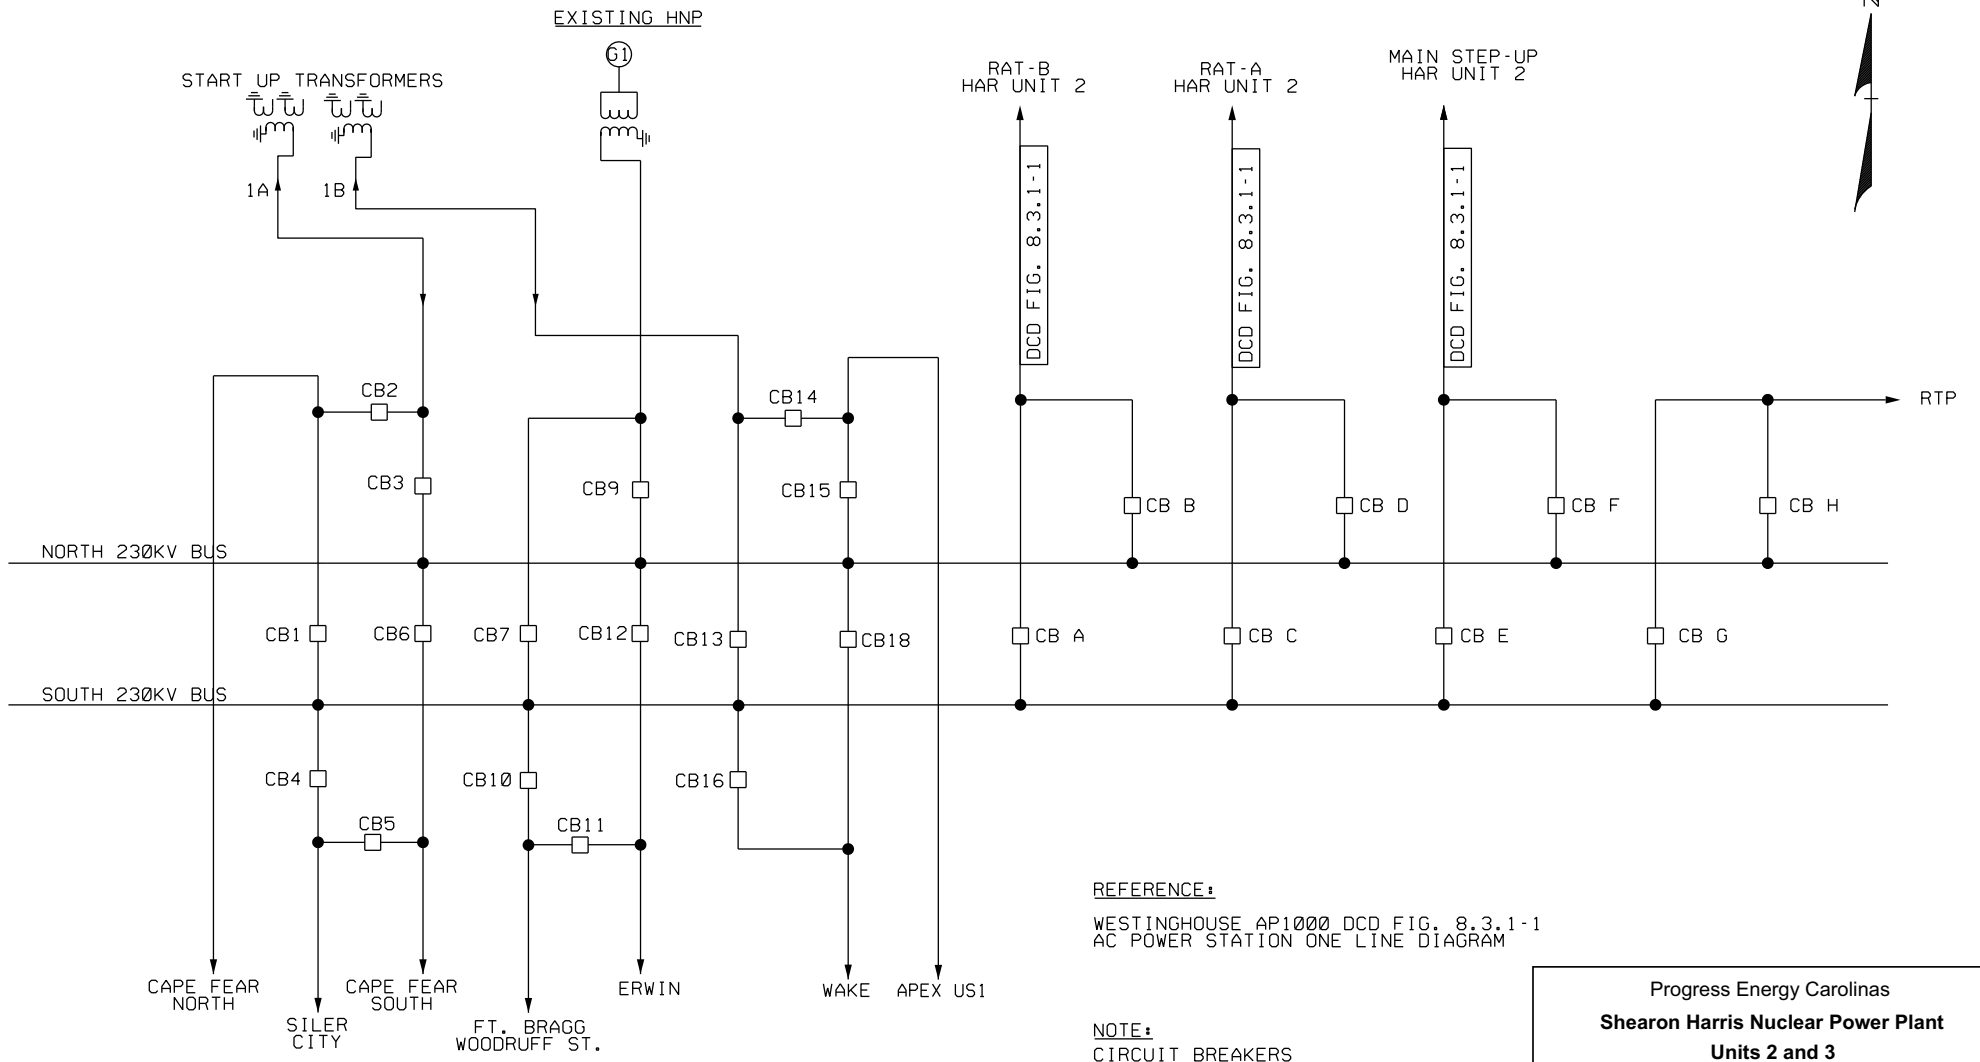 EXISTING HNP
G1
START UP TRANSFORMERS
1A
1B
RAT-B
HAR UNIT 2
RAT-A
HAR UNIT 2
MAIN STEP-UP
HAR UNIT 2
DCD FIG. 8.3.1-1
DCD FIG. 8.3.1-1
DCD FIG. 8.3.1-1
RTP
CB2
CB14
CB3
CB9
CB15
CB B
CB D
CB F
CB H
NORTH 230KV BUS
CB1
CB6
CB7
CB12
CB13
CB18
CB A
CB C
CB E
CB G
SOUTH 230KV BUS
CB4
CB10
CB16
CB5
CB11
CAPE FEAR
NORTH
SILER
CITY
CAPE FEAR
SOUTH
FT. BRAGG
WOODRUFF ST.
ERWIN
WAKE
APEX US1
REFERENCE:
WESTINGHOUSE AP1000 DCD FIG. 8.3.1-1
AC POWER STATION ONE LINE DIAGRAM
NOTE:
CIRCUIT BREAKERS
Progress Energy Carolinas
Shearon Harris Nuclear Power Plant
Units 2 and 3